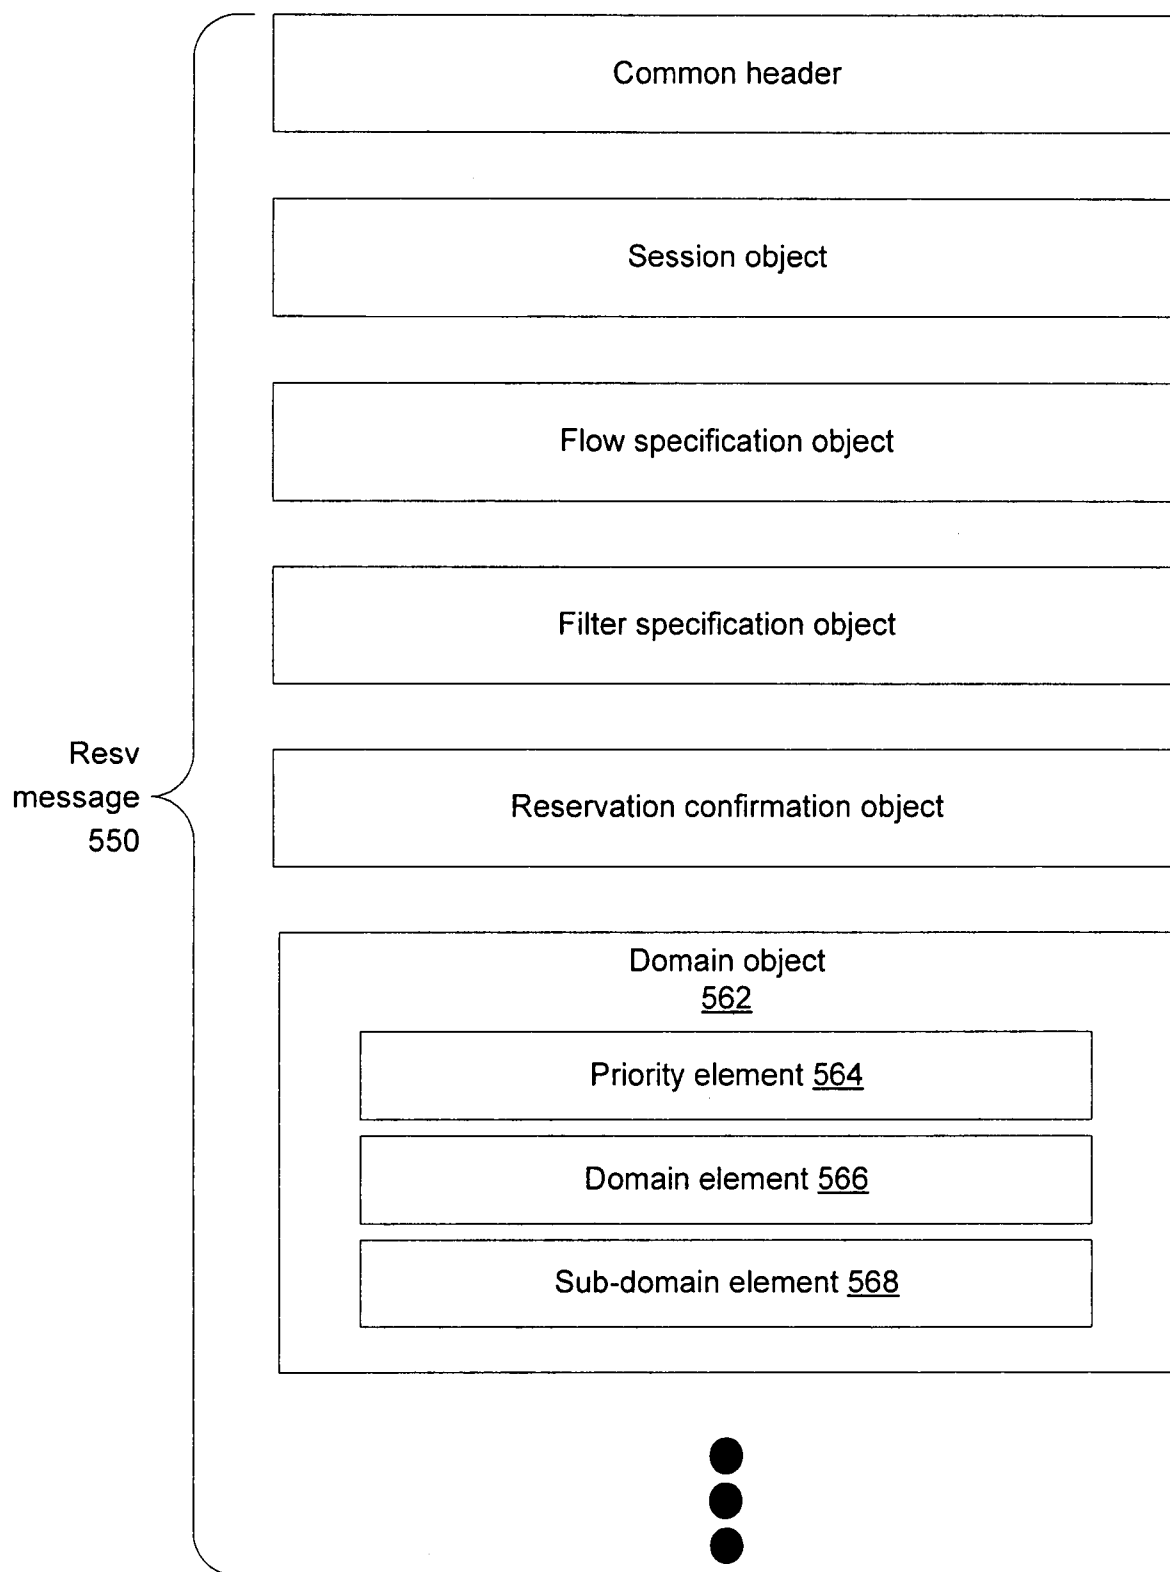 Common header
Session object
Flow specification object
Filter specification object
Resv
message
550
Reservation confirmation object
Domain object
562
Priority element 564
Domain element 566
Sub-domain element 568